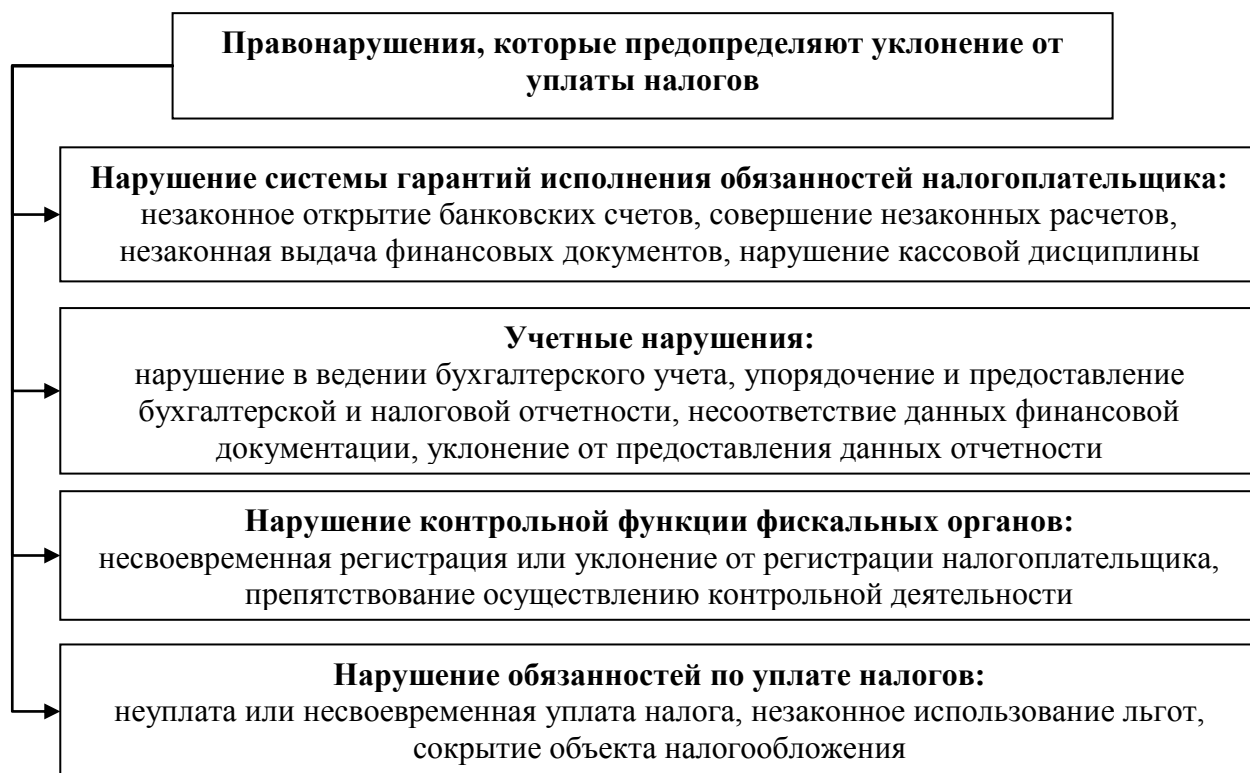 Правонарушения, которые предопределяют уклонение от
уплаты налогов
Нарушение системы гарантий исполнения обязанностей налогоплательщика:
незаконное открытие банковских счетов, совершение незаконных расчетов,
незаконная выдача финансовых документов, нарушение кассовой дисциплины
Учетные нарушения:
нарушение в ведении бухгалтерского учета, упорядочение и предоставление
бухгалтерской и налоговой отчетности, несоответствие данных финансовой
документации, уклонение от предоставления данных отчетности
Нарушение контрольной функции фискальных органов:
несвоевременная регистрация или уклонение от регистрации налогоплательщика,
препятствование осуществлению контрольной деятельности
Нарушение обязанностей по уплате налогов:
неуплата или несвоевременная уплата налога, незаконное использование льгот,
сокрытие объекта налогообложения